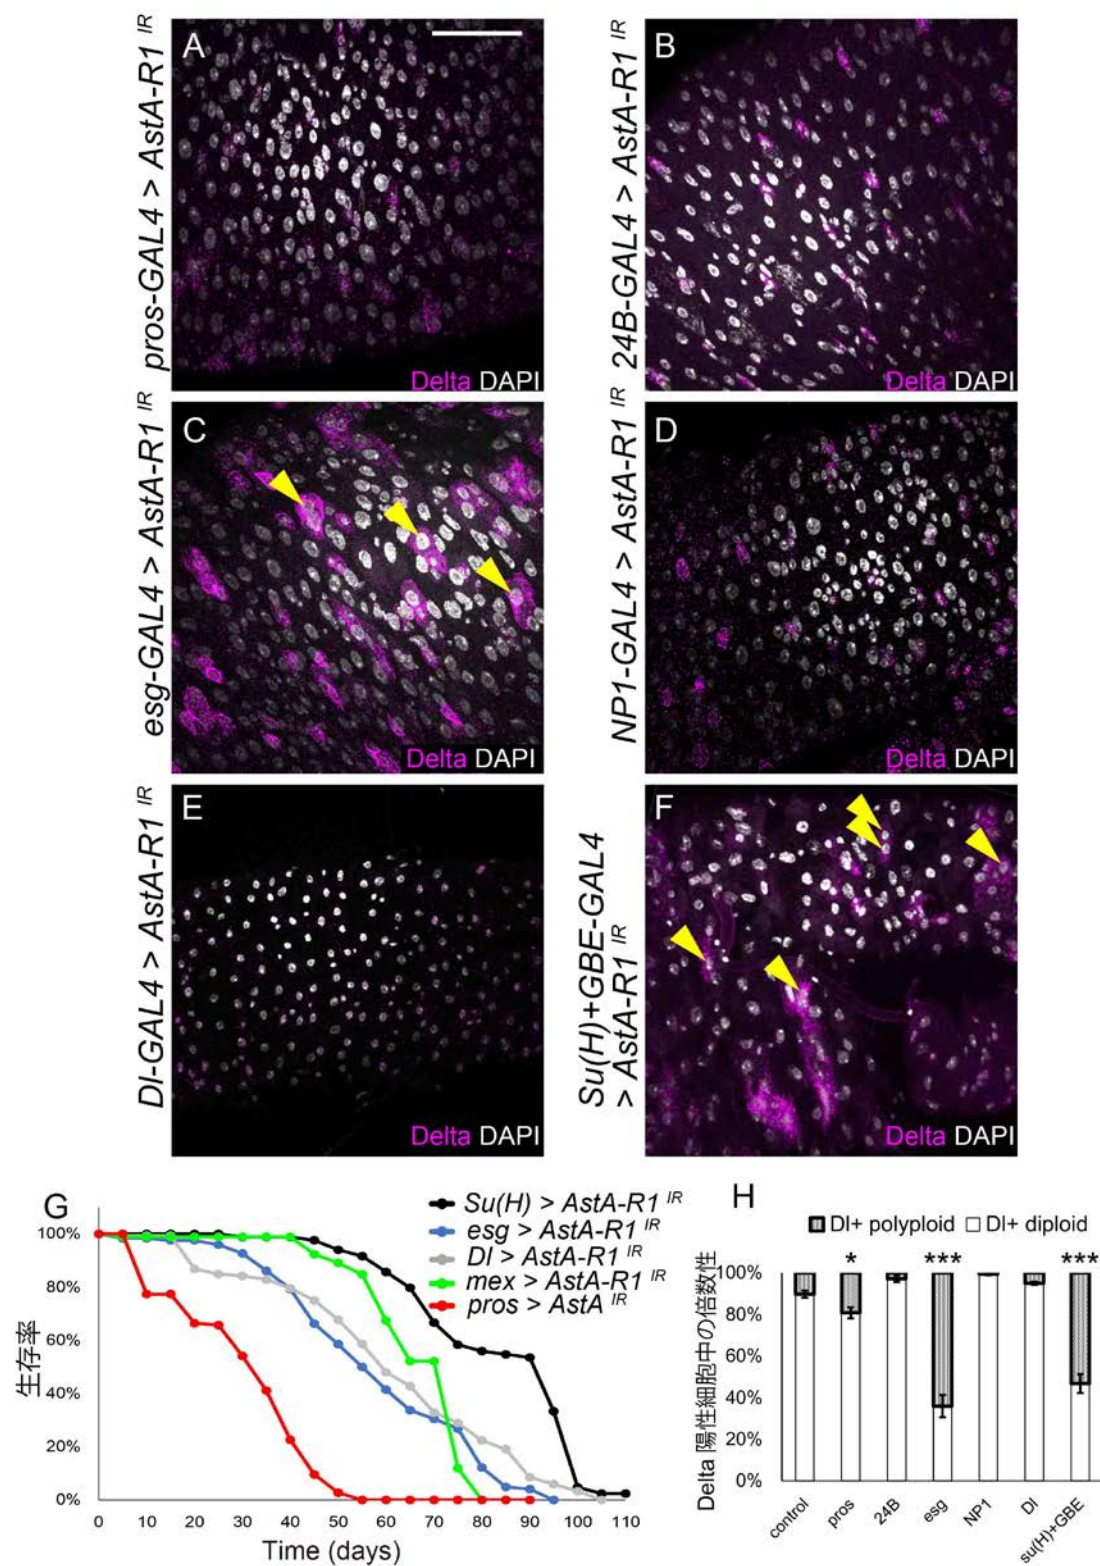 A
pros-GAL4 > AstA-R1 IR
Delta DAPI
B
24B-GAL4 > AstA-R1 IR
Delta DAPI
C
esg-GAL4 > AstA-R1 IR
Delta DAPI
D
NP1-GAL4 > AstA-R1 IR
Delta DAPI
E
Dl-GAL4 > AstA-R1 IR
Delta DAPI
F
Su(H)+GBE-GAL4
> AstA-R1 IR
Delta DAPI
G
Su(H) > AstA-R1 IR
esg > AstA-R1 IR
Dl > AstA-R1 IR
mex > AstA-R1 IR
pros > AstA IR
生存率
100%
80%
60%
40%
20%
0%
0 10 20 30 40 50 60 70 80 90 100 110
Time (days)
H
Dl+ polyploid Dl+ diploid
* *** ***
Delta 陽性細胞中の倍数性
100%
80%
60%
40%
20%
0%
control pros 24B esg NP1 Dl su(H)+GBE